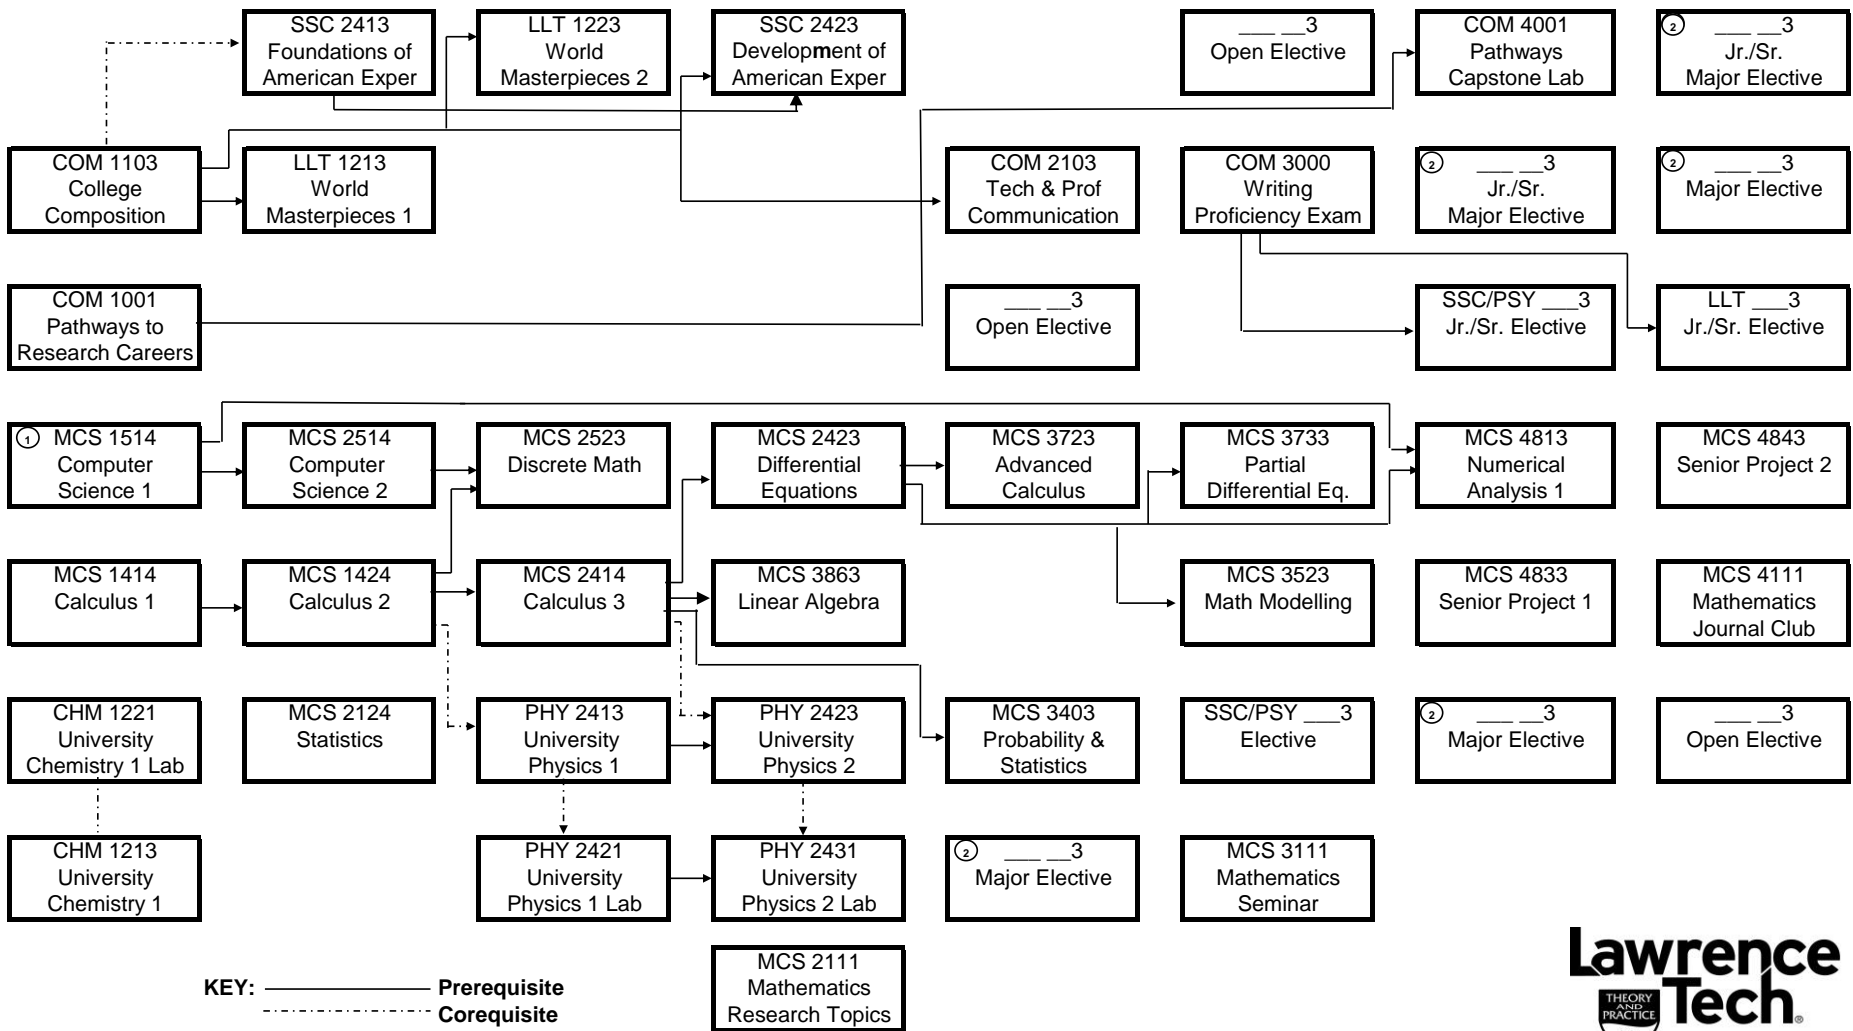 SSC 2413
Foundations of
American Exper
LLT 1223
World
Masterpieces 2
SSC 2423
Development of
American Exper
___ __3
Open Elective
COM 4001
Pathways
Capstone Lab
2 ___ __3
Jr./Sr.
Major Elective
COM 1103
College
Composition
LLT 1213
World
Masterpieces 1
COM 2103
Tech & Prof
Communication
COM 3000
Writing
Proficiency Exam
2 ___ __3
Jr./Sr.
Major Elective
2 ___ __3
Major Elective
COM 1001
Pathways to
Research Careers
___ __3
Open Elective
SSC/PSY ___3
Jr./Sr. Elective
LLT ___3
Jr./Sr. Elective
1 MCS 1514
Computer
Science 1
MCS 2514
Computer
Science 2
MCS 2523
Discrete Math
MCS 2423
Differential
Equations
MCS 3723
Advanced
Calculus
MCS 3733
Partial
Differential Eq.
MCS 4813
Numerical
Analysis 1
MCS 4843
Senior Project 2
MCS 1414
Calculus 1
MCS 1424
Calculus 2
MCS 2414
Calculus 3
MCS 3863
Linear Algebra
MCS 3523
Math Modelling
MCS 4833
Senior Project 1
MCS 4111
Mathematics
Journal Club
CHM 1221
University
Chemistry 1 Lab
MCS 2124
Statistics
PHY 2413
University
Physics 1
PHY 2423
University
Physics 2
MCS 3403
Probability &
Statistics
SSC/PSY ___3
Elective
2 ___ __3
Major Elective
___ __3
Open Elective
CHM 1213
University
Chemistry 1
PHY 2421
University
Physics 1 Lab
PHY 2431
University
Physics 2 Lab
2 ___ __3
Major Elective
MCS 3111
Mathematics
Seminar
MCS 2111
Mathematics
Research Topics
KEY: Prerequisite
Corequisite
Lawrence
Tech.
THEORY
AND
PRACTICE